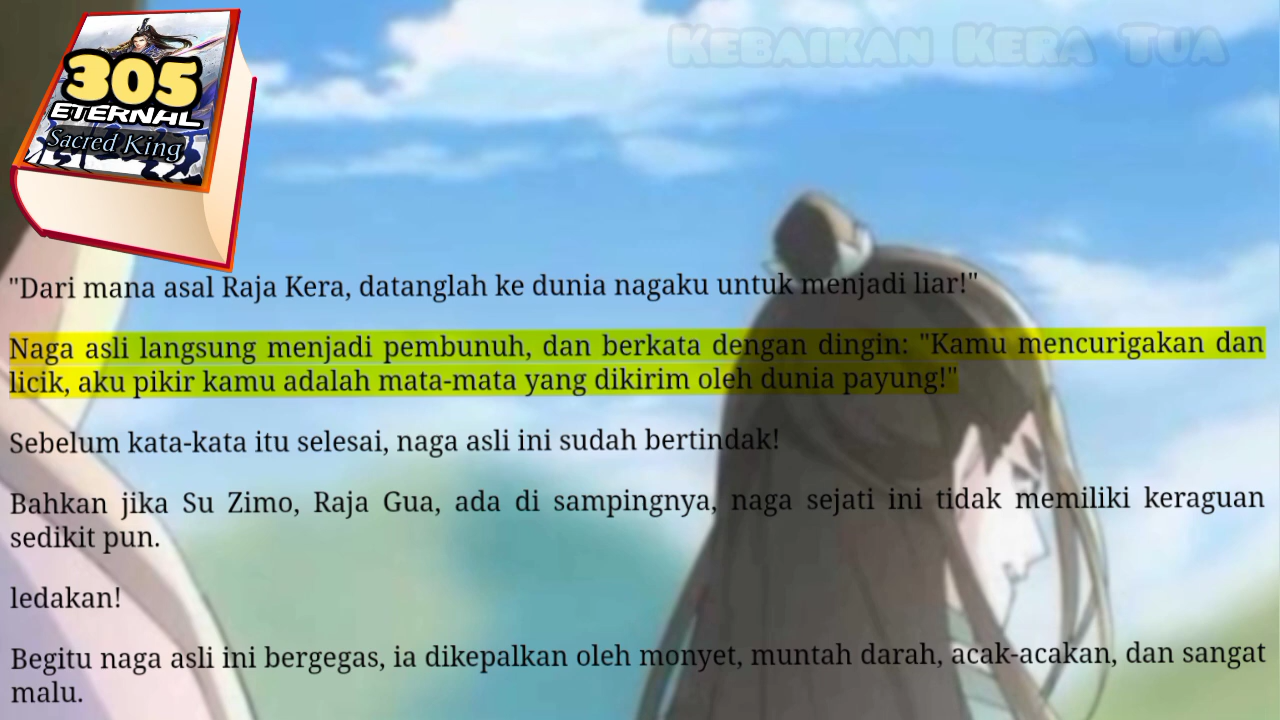 Kebaikan Kera Tua
305
ETERNAL
Sacred King
"Dari mana asal Raja Kera, datanglah ke dunia nagaku untuk menjadi liar!"
Naga asli langsung menjadi pembunuh, dan berkata dengan dingin: "Kamu mencurigakan dan
licik, aku pikir kamu adalah mata-mata yang dikirim oleh dunia payung!"
Sebelum kata-kata itu selesai, naga asli ini sudah bertindak!
Bahkan jika Su Zimo, Raja Gua, ada di sampingnya, naga sejati ini tidak memiliki keraguan
sedikit pun.
ledakan!
Begitu naga asli ini bergegas, ia dikepalkan oleh monyet, muntah darah, acak-acakan, dan sangat
malu.